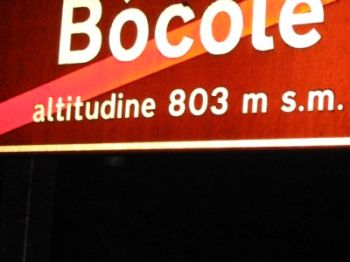 Bòcole
altitudine 803 m s.m.